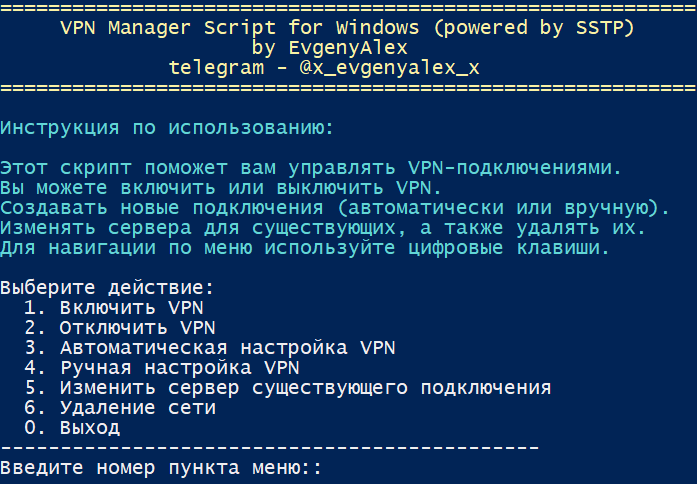 ==========================================================
VPN Manager Script for Windows (powered by SSTP)
by EvgenyAlex
telegram - @x_evgenyalex_x
==========================================================
Инструкция по использованию:
Этот скрипт поможет вам управлять VPN-подключениями.
Вы можете включить или выключить VPN.
Создавать новые подключения (автоматически или вручную).
Изменять сервера для существующих, а также удалять их.
Для навигации по меню используйте цифровые клавиши.
Выберите действие:
1. Включить VPN
2. Отключить VPN
3. Автоматическая настройка VPN
4. Ручная настройка VPN
5. Изменить сервер существующего подключения
6. Удаление сети
0. Выход
---------------------------------------------
Введите номер пункта меню::